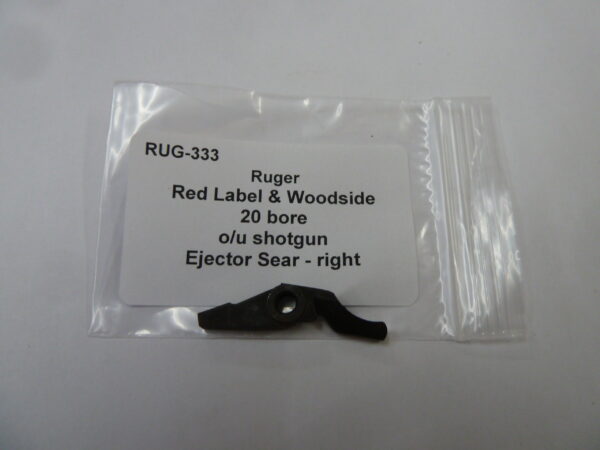 RUG-333
Ruger
Red Label & Woodside
20 bore
o/u shotgun
Ejector Sear - right